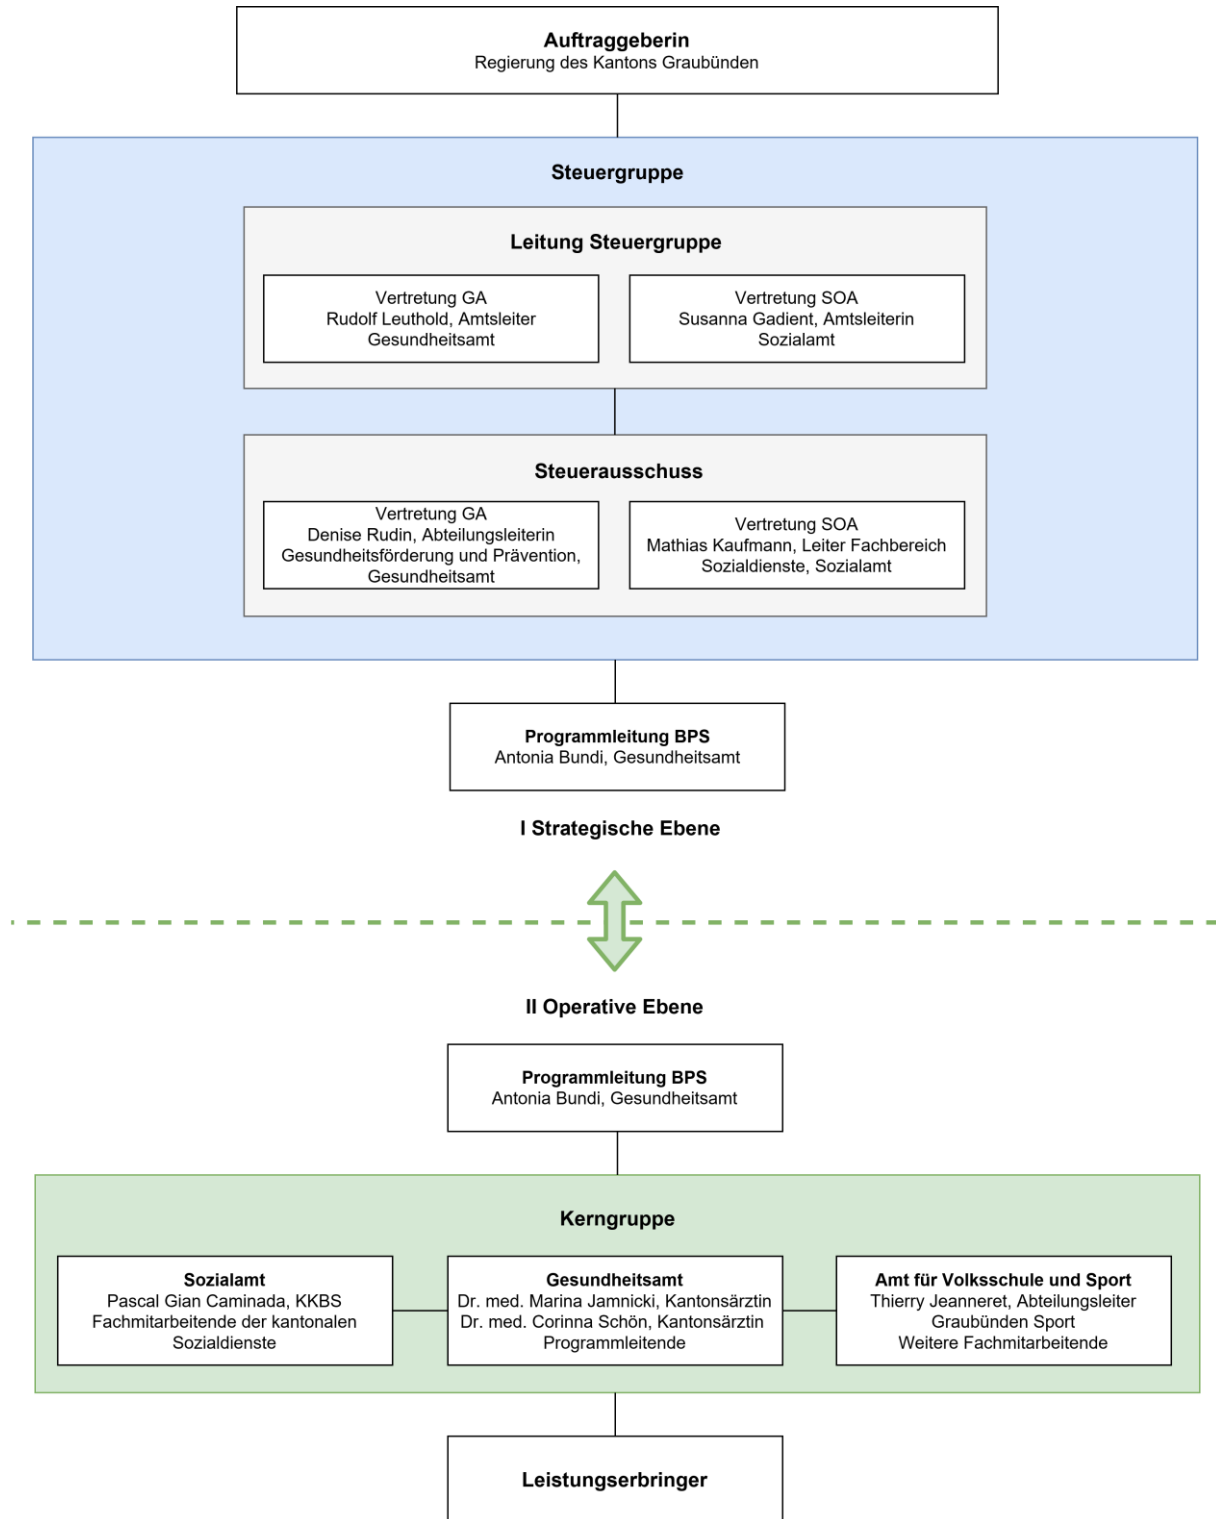 Auftraggeberin
Regierung des Kantons Graubünden
Steuergruppe
Leitung Steuergruppe
Vertretung GA
Rudolf Leuthold, Amtsleiter
Gesundheitsamt
Vertretung SOA
Susanna Gadient, Amtsleiterin
Sozialamt
Steuerausschuss
Vertretung GA
Denise Rudin, Abteilungsleiterin
Gesundheitsförderung und Prävention,
Gesundheitsamt
Vertretung SOA
Mathias Kaufmann, Leiter Fachbereich
Sozialdienste, Sozialamt
Programmleitung BPS
Antonia Bundi, Gesundheitsamt
I Strategische Ebene
II Operative Ebene
Programmleitung BPS
Antonia Bundi, Gesundheitsamt
Kerngruppe
Sozialamt
Pascal Gian Caminada, KKBS
Fachmitarbeitende der kantonalen
Sozialdienste
Gesundheitsamt
Dr. med. Marina Jamnicki, Kantonsärztin
Dr. med. Corinna Schön, Kantonsärztin
Programmleitende
Amt für Volksschule und Sport
Thierry Jeanneret, Abteilungsleiter
Graubünden Sport
Weitere Fachmitarbeitende
Leistungserbringer